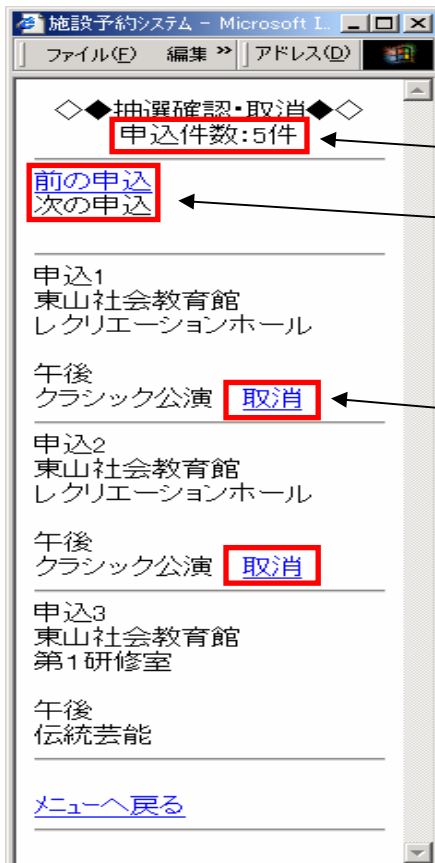 施設予約システム - Microsoft I..
ファイル(F) 編集 » アドレス(D)
◇◆抽選確認・取消◆◇
申込件数:5件
前の申込
次の申込
申込1
東山社会教育館
レクリエーションホール
午後
クラシック公演 取消
申込2
東山社会教育館
レクリエーションホール
午後
クラシック公演 取消
申込3
東山社会教育館
第1研修室
午後
伝統芸能
メニューへ戻る